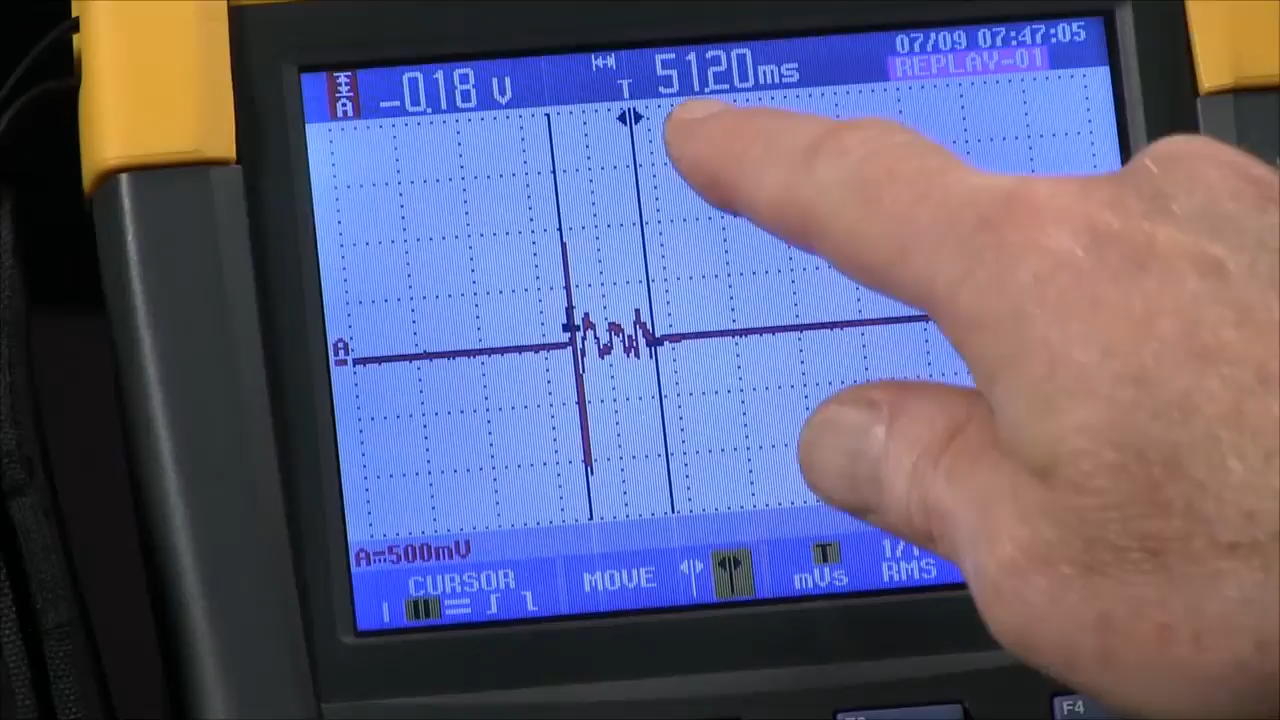 A -0.18 V T 51.20ms 07/09 07:47:05
REPLAY-01
A
A=500mV
CURSOR MOVE mVs RMS
T
F4